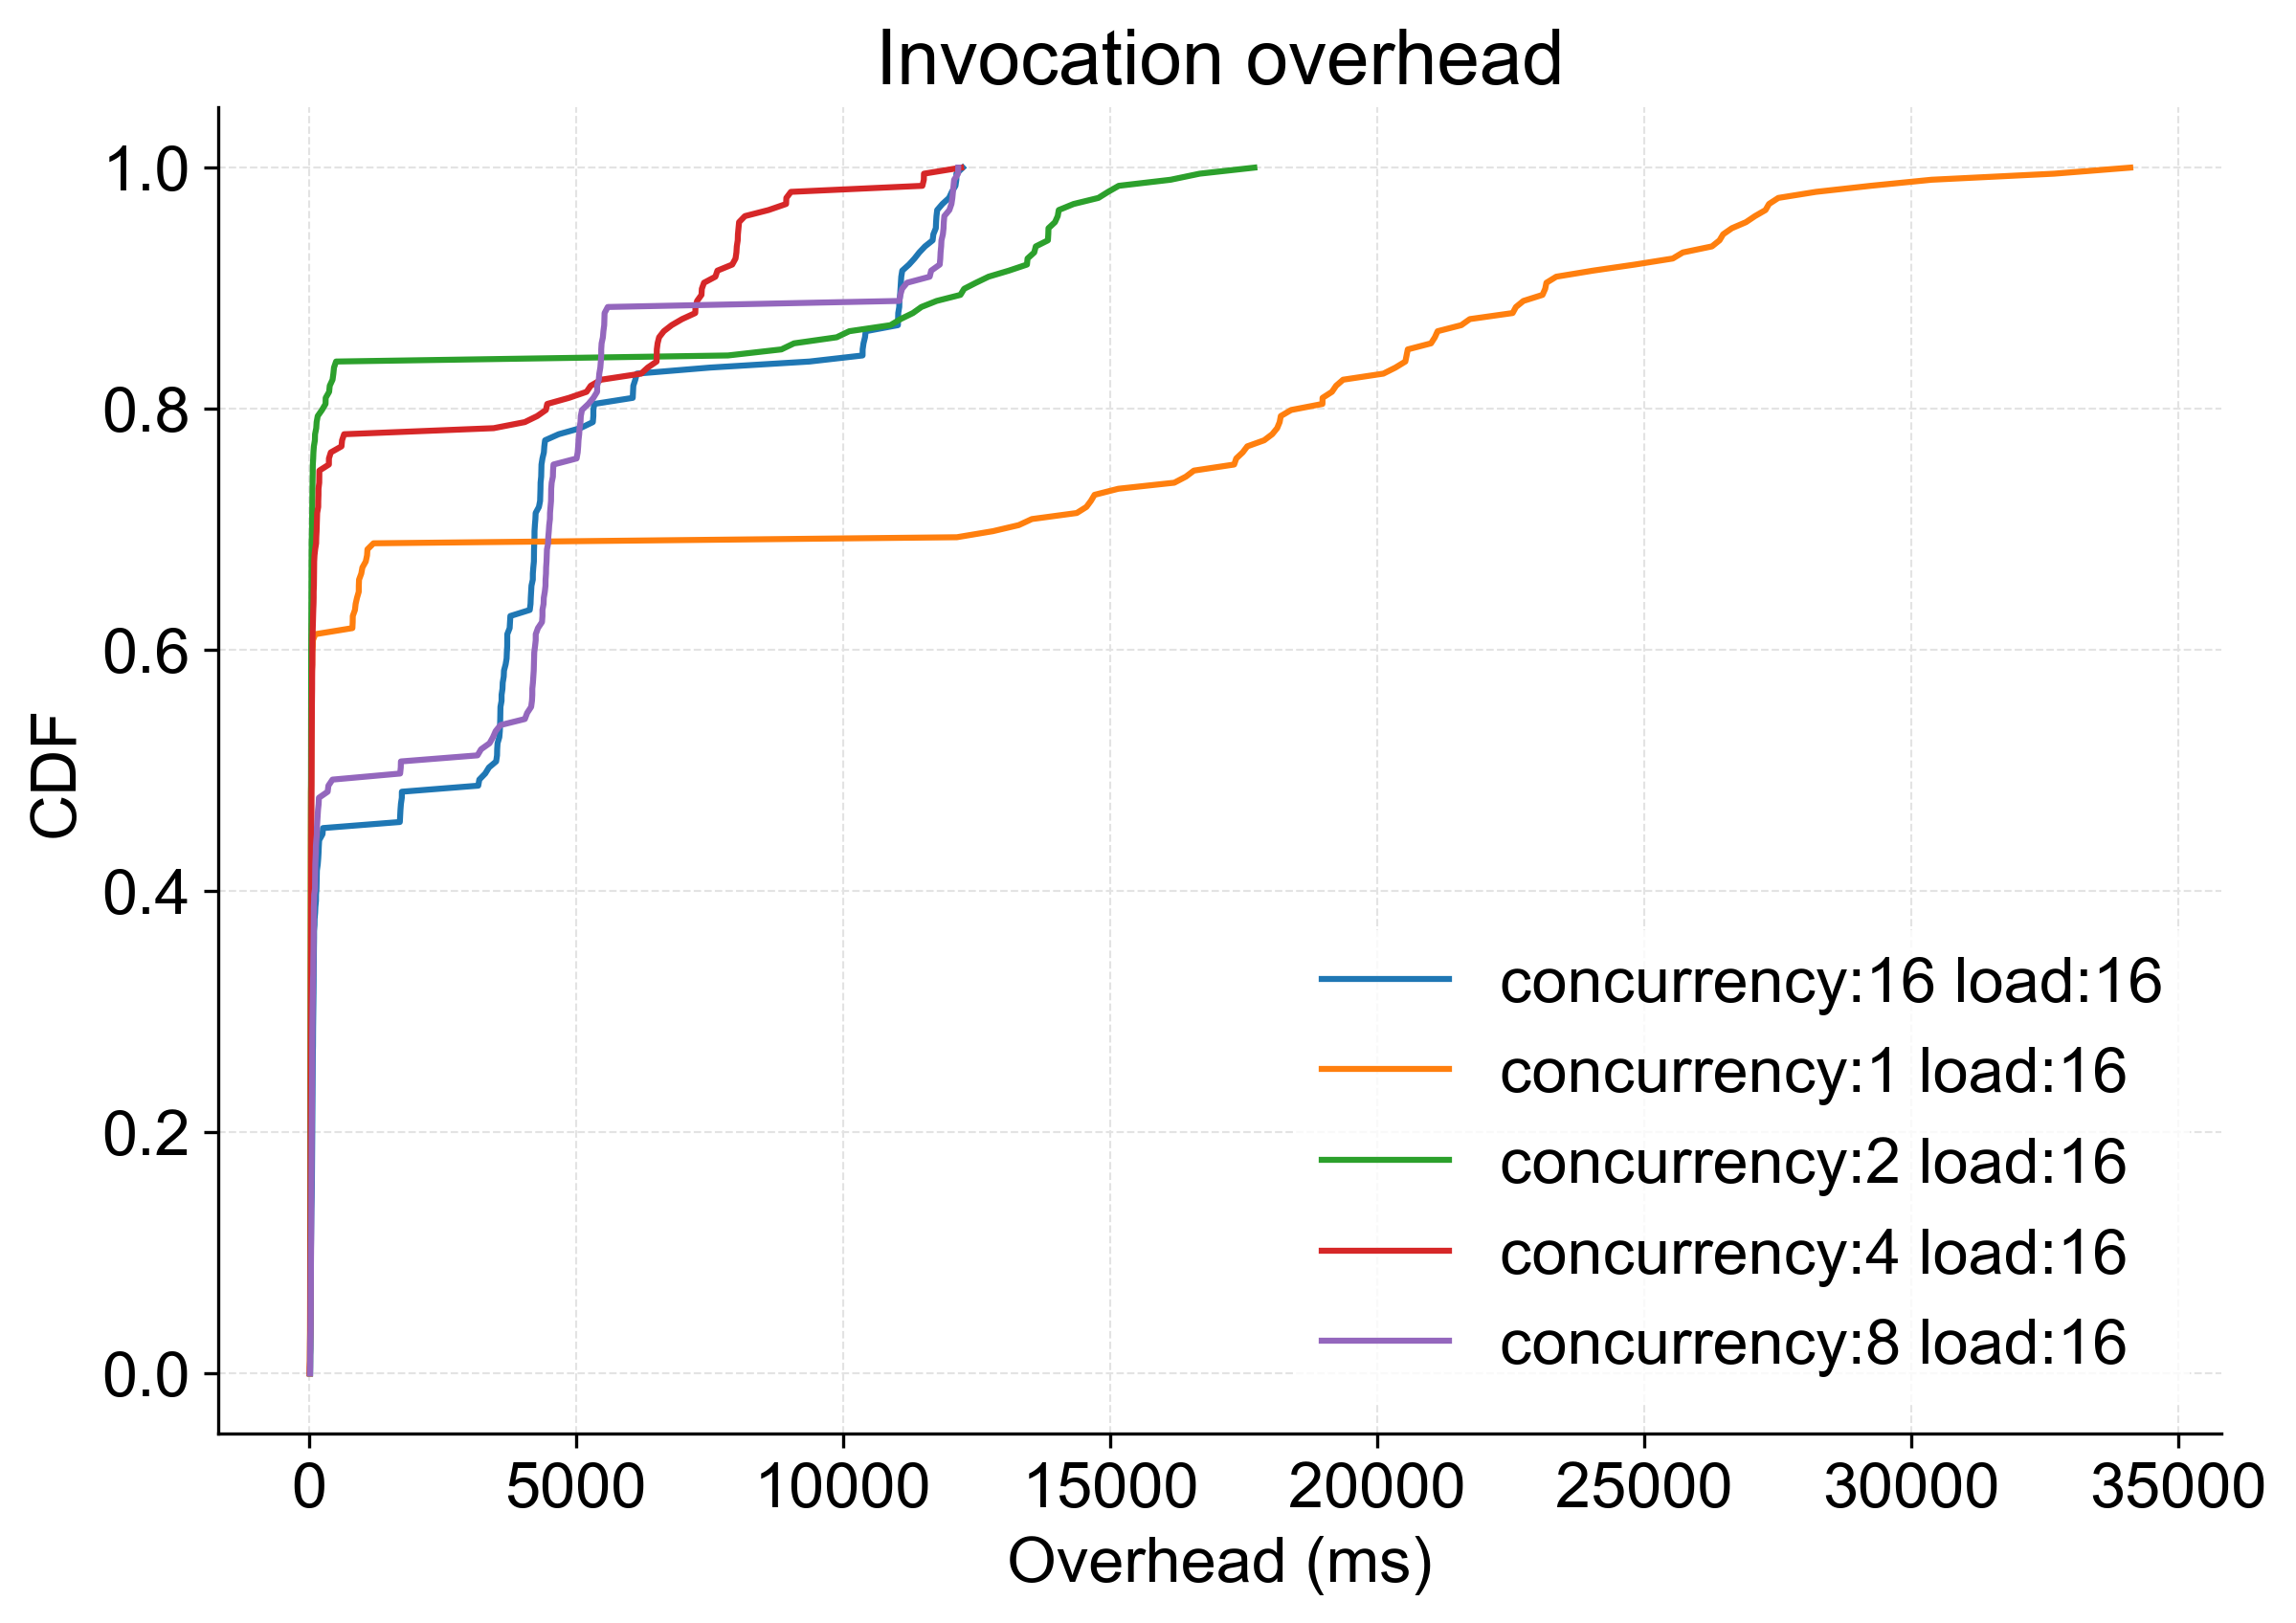 Invocation overhead
CDF
1.0
0.8
0.6
0.4
0.2
0.0
concurrency:16 load:16
concurrency:1 load:16
concurrency:2 load:16
concurrency:4 load:16
concurrency:8 load:16
0 5000 10000 15000 20000 25000 30000 35000
Overhead (ms)